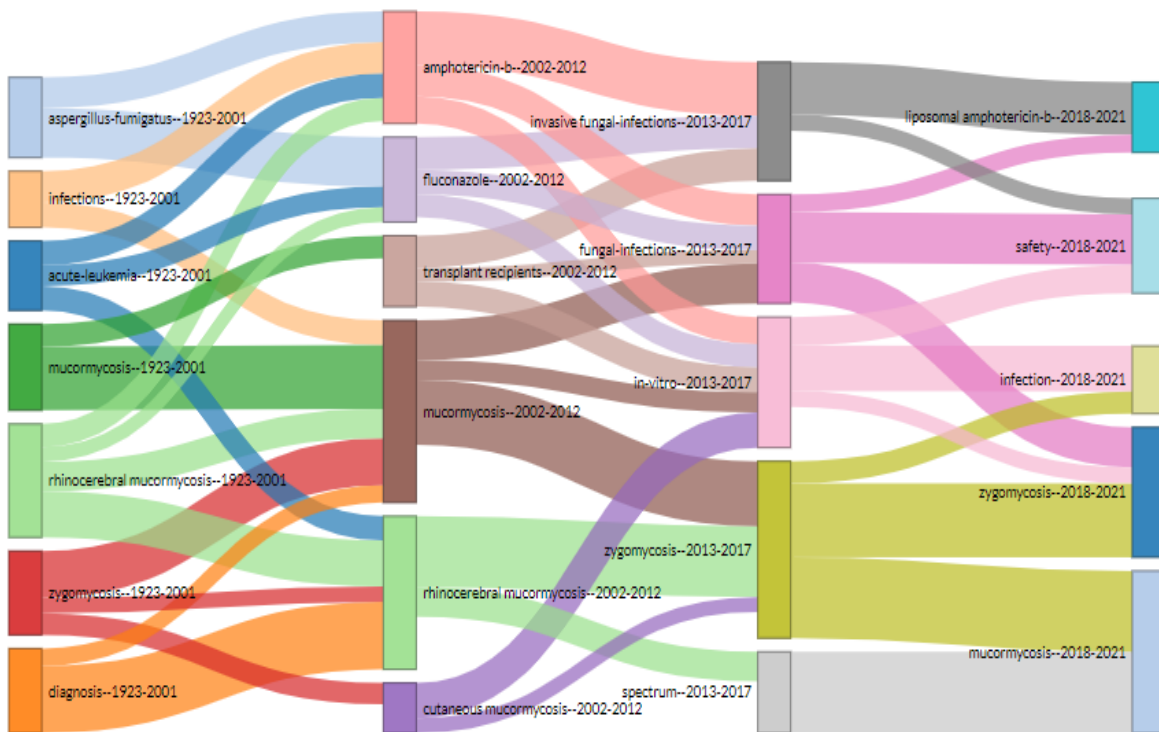 aspergillus-fumigatus--1923-2001
infections--1923-2001
acute-leukemia--1923-2001
mucormycosis--1923-2001
rhinocerebral mucormycosis--1923-2001
zygomycosis--1923-2001
diagnosis--1923-2001
amphotericin-b--2002-2012
fluconazole--2002-2012
transplant recipients--2002-2012
mucormycosis--2002-2012
rhinocerebral mucormycosis--2002-2012
cutaneous mucormycosis--2002-2012
invasive fungal-infections--2013-2017
fungal-infections--2013-2017
in-vitro--2013-2017
zygomycosis--2013-2017
spectrum--2013-2017
liposomal amphotericin-b--2018-2021
safety--2018-2021
infection--2018-2021
zygomycosis--2018-2021
mucormycosis--2018-2021